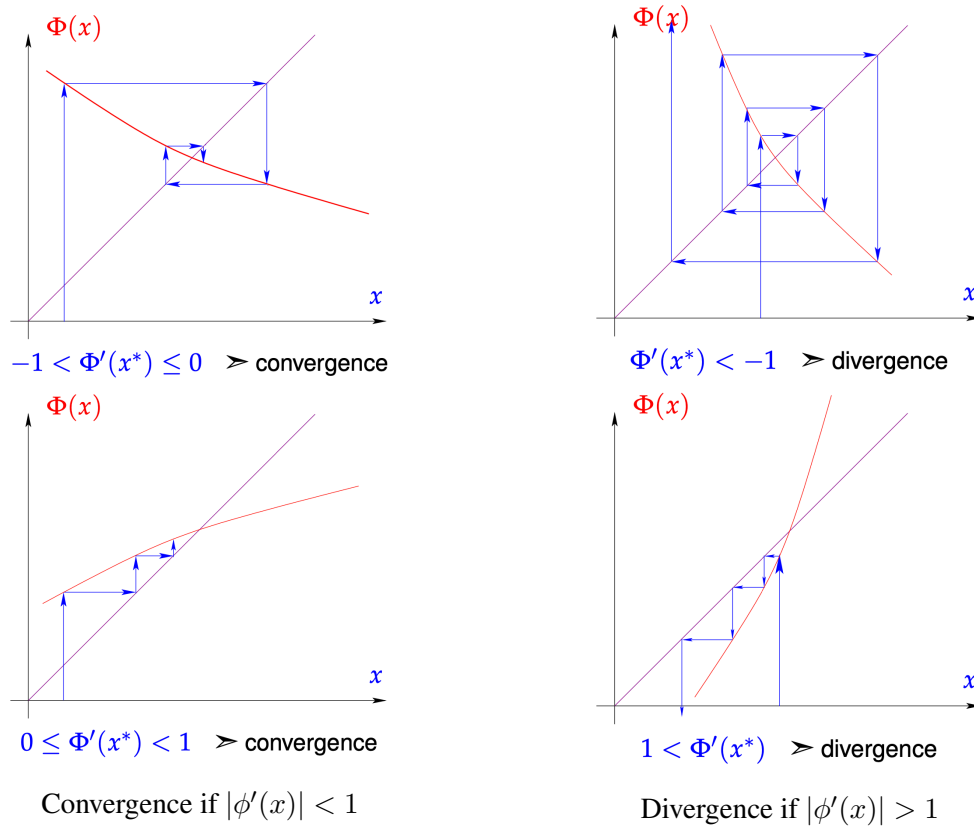 Φ(x)
x
−1 < Φ′(x*) ≤ 0 ➣ convergence
Φ(x)
x
Φ′(x*) < −1 ➣ divergence
Φ(x)
x
0 ≤ Φ′(x*) < 1 ➣ convergence
Φ(x)
x
1 < Φ′(x*) ➣ divergence
Convergence if |ϕ′(x)| < 1
Divergence if |ϕ′(x)| > 1